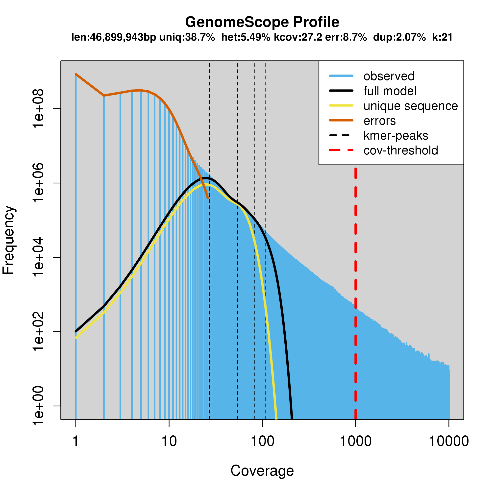 GenomeScope Profile
len:46,899,943bp uniq:38.7% het:5.49% kcov:27.2 err:8.7% dup:2.07% k:21
observed
full model
unique sequence
errors
kmer-peaks
cov-threshold
Frequency
1e+08
1e+06
1e+04
1e+02
1e+00
1 10 100 1000 10000
Coverage